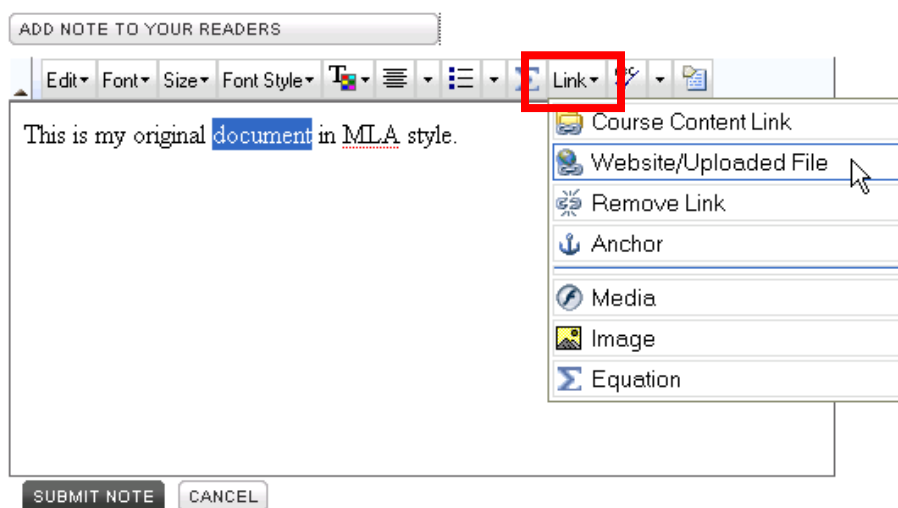 ADD NOTE TO YOUR READERS
Edit Font Size Font Style T Σ Link
This is my original document in MLA style.
Course Content Link
Website/Uploaded File
Remove Link
Anchor
Media
Image
Σ Equation
SUBMIT NOTE CANCEL